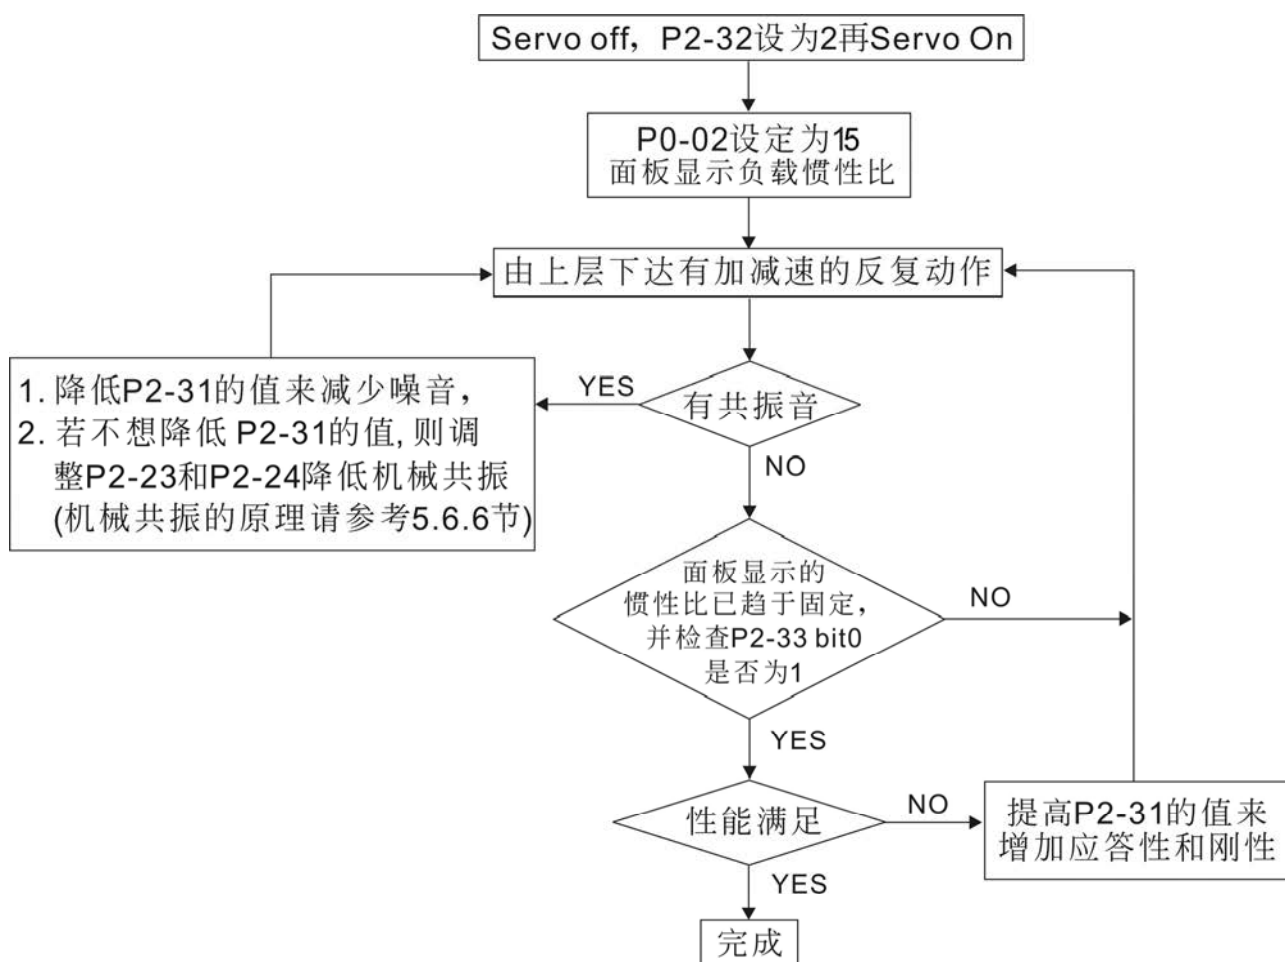 Servo off, P2-32设为2再Servo On
P0-02设定为15
面板显示负载惯性比
由上层下达有加减速的反复动作
1. 降低P2-31的值来减少噪音，
2. 若不想降低 P2-31的值, 则调
整P2-23和P2-24降低机械共振
(机械共振的原理请参考5.6.6节)
YES
有共振音
NO
面板显示的
惯性比已趋于固定，
并检查P2-33 bit0
是否为1
NO
YES
性能满足
NO
提高P2-31的值来
增加应答性和刚性
YES
完成